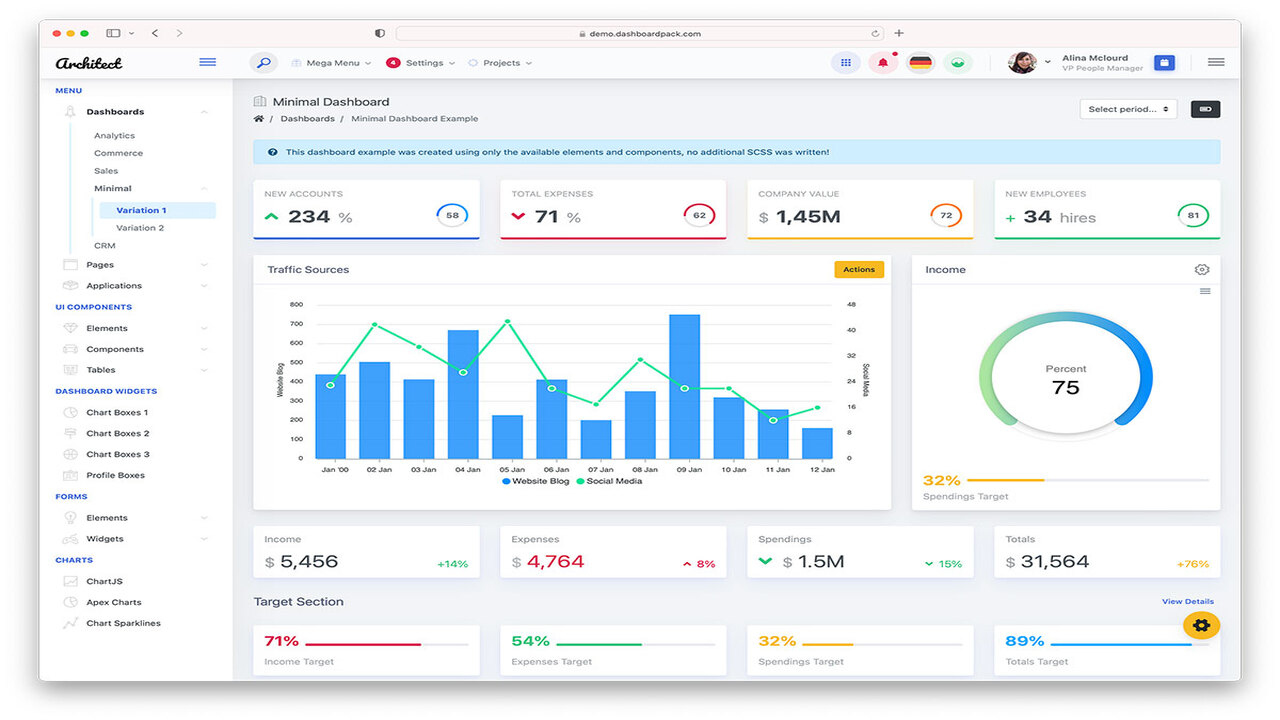 demo.dashboardpack.com
Architect
Mega Menu
4 Settings
Projects
Alina Mclourd
VP People Manager
MENU
Dashboards
Analytics
Commerce
Sales
Minimal
Variation 1
Variation 2
CRM
Pages
Applications
UI COMPONENTS
Elements
Components
Tables
DASHBOARD WIDGETS
Chart Boxes 1
Chart Boxes 2
Chart Boxes 3
Profile Boxes
FORMS
Elements
Widgets
CHARTS
ChartJS
Apex Charts
Chart Sparklines
Minimal Dashboard
/ Dashboards / Minimal Dashboard Example
Select period...
This dashboard example was created using only the available elements and components, no additional SCSS was written!
NEW ACCOUNTS
234 %
58
TOTAL EXPENSES
71 %
62
COMPANY VALUE
$ 1,45M
72
NEW EMPLOYEES
+ 34 hires
81
Traffic Sources
Actions
800
700
600
500
400
300
200
100
0
Website Blog
48
40
32
24
16
8
0
Social Media
Jan '00 02 Jan 03 Jan 04 Jan 05 Jan 06 Jan 07 Jan 08 Jan 09 Jan 10 Jan 11 Jan 12 Jan
Website Blog Social Media
Income
Percent
75
32%
Spendings Target
Income
$ 5,456 +14%
Expenses
$ 4,764 8%
Spendings
$ 1.5M 15%
Totals
$ 31,564 +76%
Target Section
View Details
71%
Income Target
54%
Expenses Target
32%
Spendings Target
89%
Totals Target